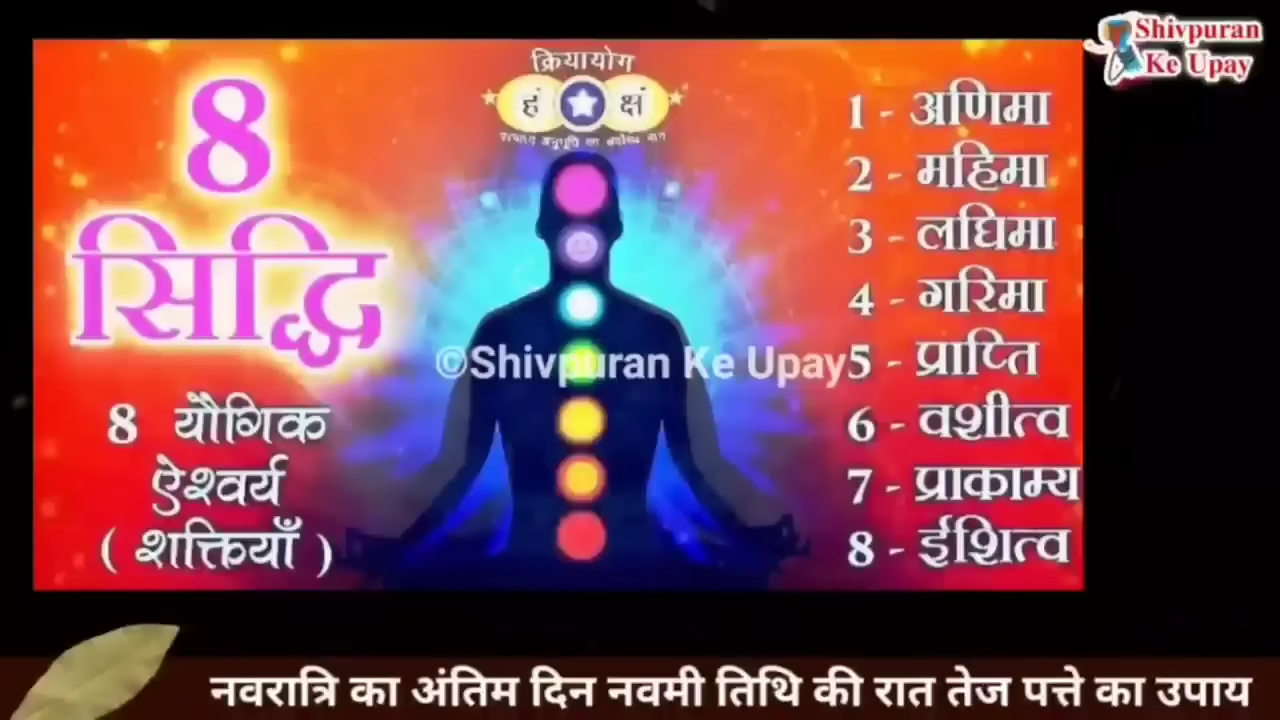 Shivpuran
Ke Upay
8
सिद्धि
8 यौगिक
ऐश्वर्य
( शक्तियाँ )
क्रियायोग
हं क्षं
का
1 - अणिमा
2 - महिमा
3 - लघिमा
4 - गरिमा
5 - प्राप्ति
6 - वशीत्व
7 - प्राकाम्य
8 - ईशित्व
©Shivpuran Ke Upay
नवरात्रि का अंतिम दिन नवमी तिथि की रात तेज पत्ते का उपाय